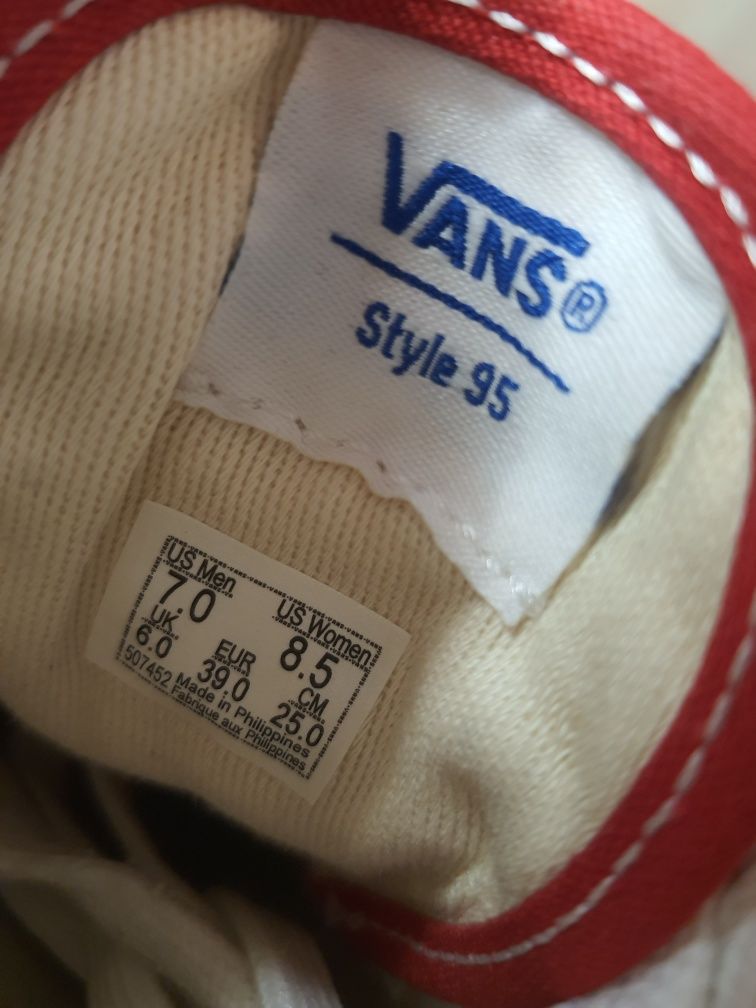 VANS®
Style 95
US Men US Women
7.0 8.5
UK EUR CM
6.0 39.0 25.0
507452 Made in Philippines
Fabrique aux Philippines